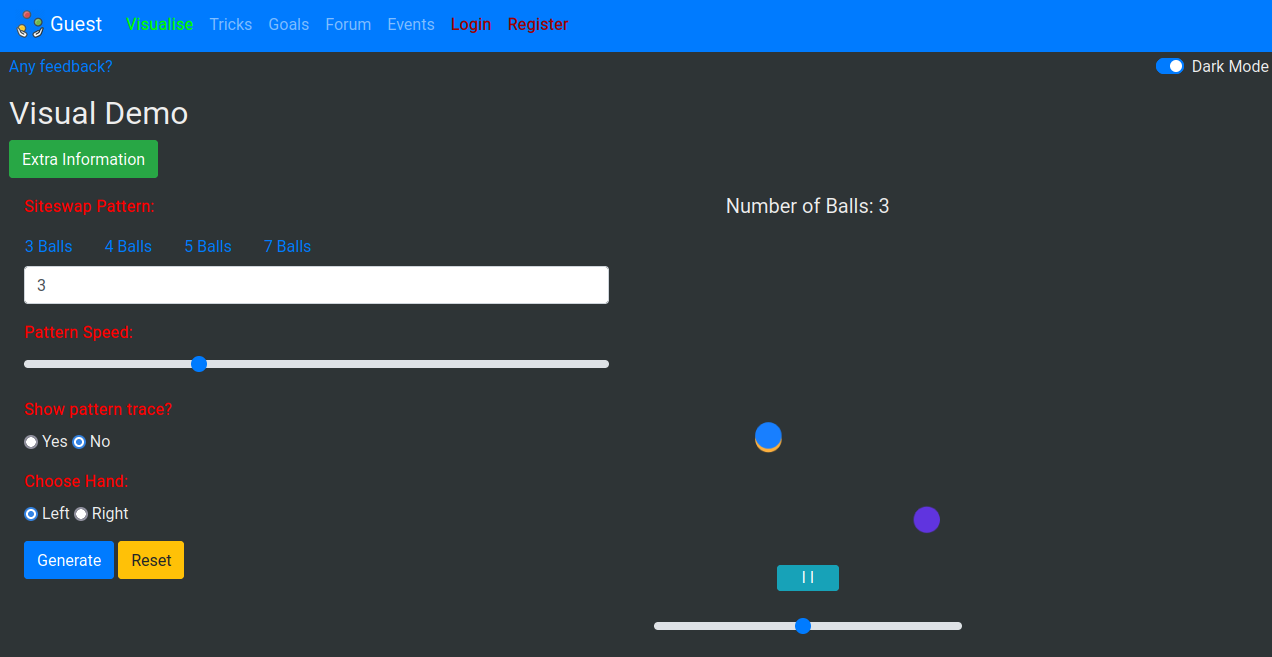 Guest Visualise Tricks Goals Forum Events Login Register
Any feedback? Dark Mode
Visual Demo
Extra Information
Siteswap Pattern:
Number of Balls: 3
3 Balls 4 Balls 5 Balls 7 Balls
3
Pattern Speed:
Show pattern trace?
Yes No
Choose Hand:
Left Right
Generate Reset
| |